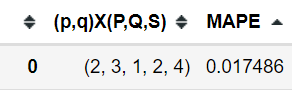 (p,q)X(P,Q,S) MAPE
0 (2, 3, 1, 2, 4) 0.017486